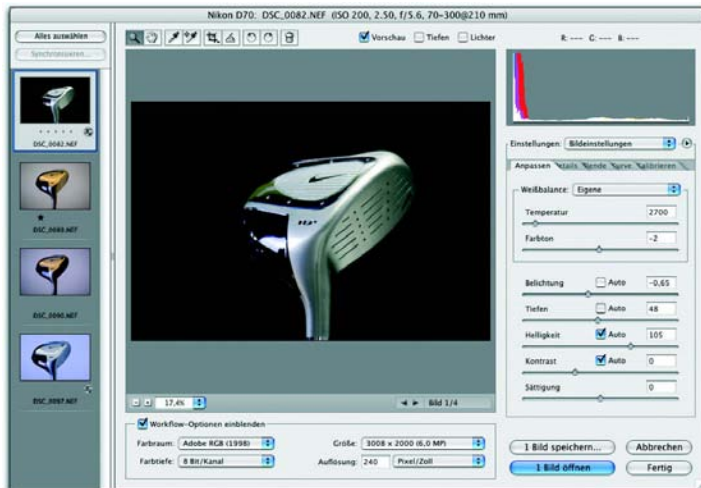 Nikon D70: DSC_0082.NEF (ISO 200, 2.50, f/5.6, 70-300@210 mm)
Alles auswählen
Synchronisieren...
DSC_0082.NEF
DSC_0097.NEF
Vorschau
Tiefen
Lichter
R: --- G: --- B: ---
17,4%
Bild 1/4
Workflow-Optionen einblenden
Farbraum: Adobe RGB (1998)
Größe: 3008 x 2000 (6,0 MP)
Farbtiefe: 8 Bit/Kanal
Auflösung: 240 Pixel/Zoll
Einstellungen: Bildeinstellungen
Anpassen Details Blende Kurve Kalibrieren
Weißbalance: Eigene
Temperatur 2700
Farbton -2
Belichtung Auto -0,65
Tiefen Auto 48
Helligkeit Auto 105
Kontrast Auto 0
Sättigung 0
1 Bild speichern...
Abbrechen
1 Bild öffnen
Fertig